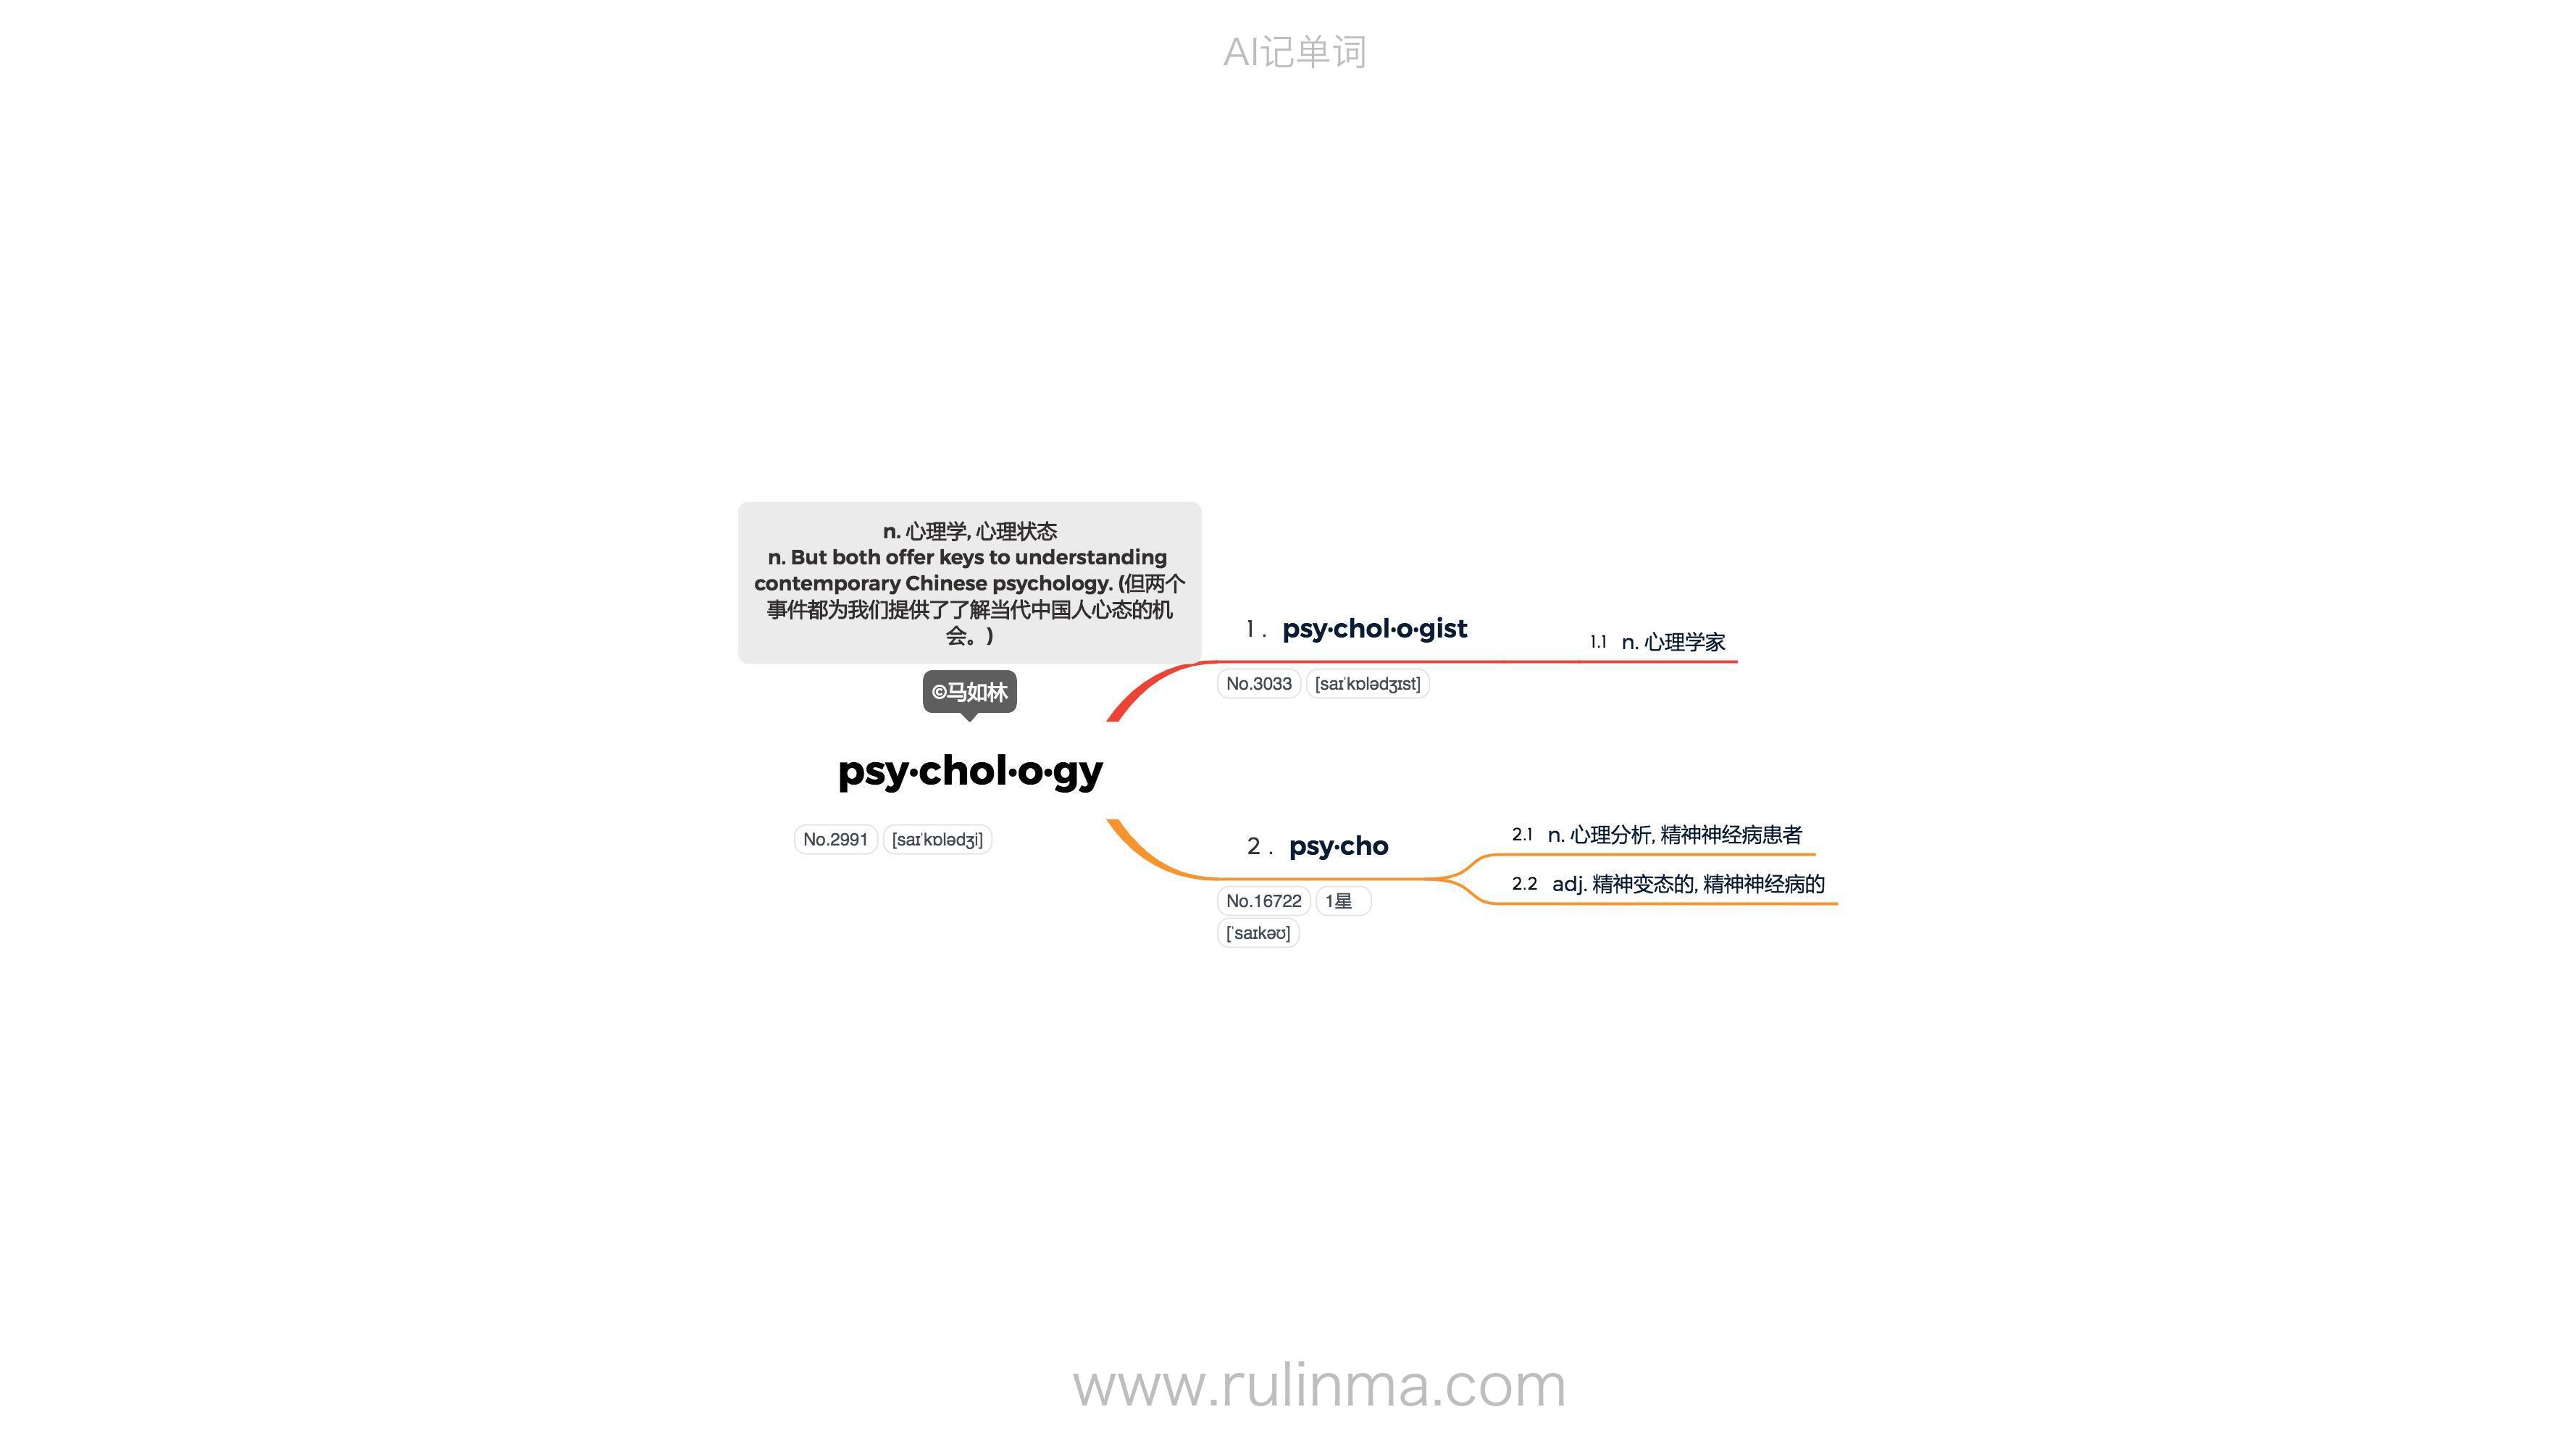 AI记单词
n. 心理学, 心理状态
n. But both offer keys to understanding
contemporary Chinese psychology. (但两个
事件都为我们提供了了解当代中国人心态的机
会。)
©马如林
psy·chol·o·gy
No.2991 [saɪˈkɒlədʒi]
1. psy·chol·o·gist
No.3033 [saɪˈkɒlədʒɪst]
1.1 n. 心理学家
2. psy·cho
No.16722 1星
[ˈsaɪkəʊ]
2.1 n. 心理分析, 精神神经病患者
2.2 adj. 精神变态的, 精神神经病的
www.rulinma.com